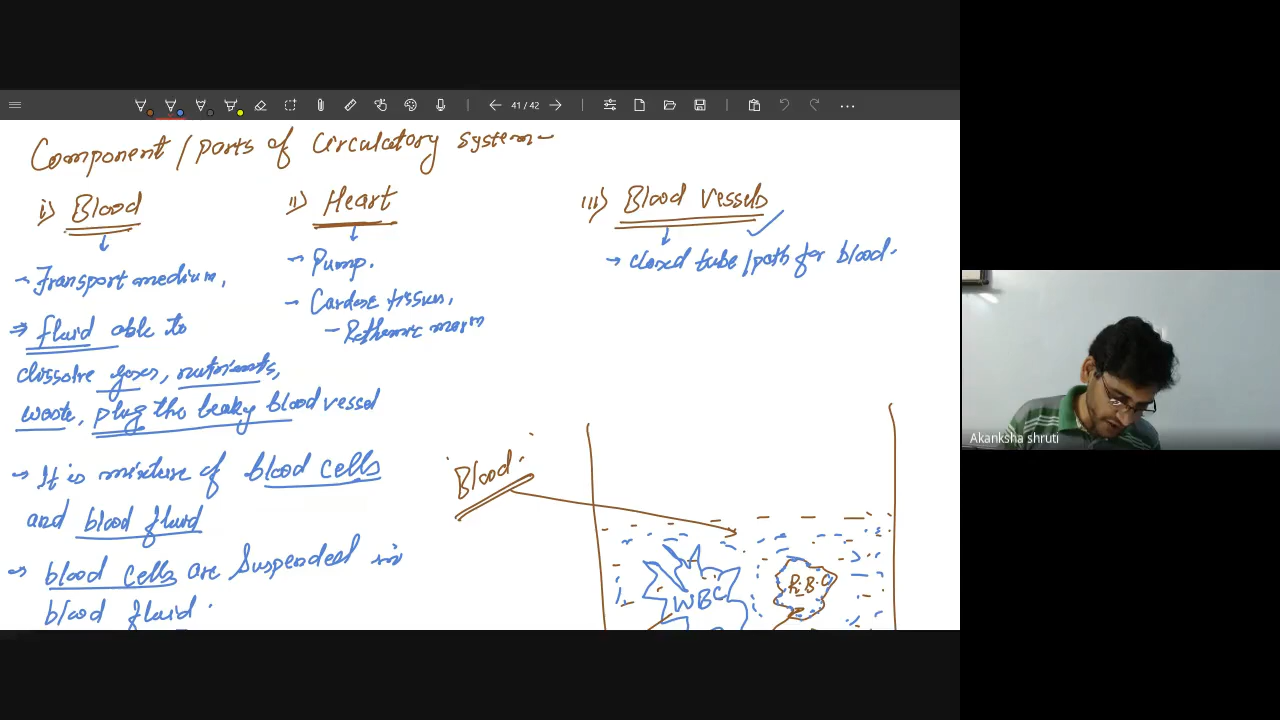 41 / 42
Component / parts of Circulatory system -
i) Blood
ii) Heart
iii) Blood Vessels
- Transport medium,
- Pump.
→ closed tube / path for blood.
⇒ fluid able to
- Cardiac tissues,
dissolve gases, nutrients,
waste, plug the leaky blood vessel
→ It is mixture of blood cells
and blood fluid
→ blood cells are Suspended in
blood fluid.
Blood.
WBC
R.B.C
Akanksha shruti